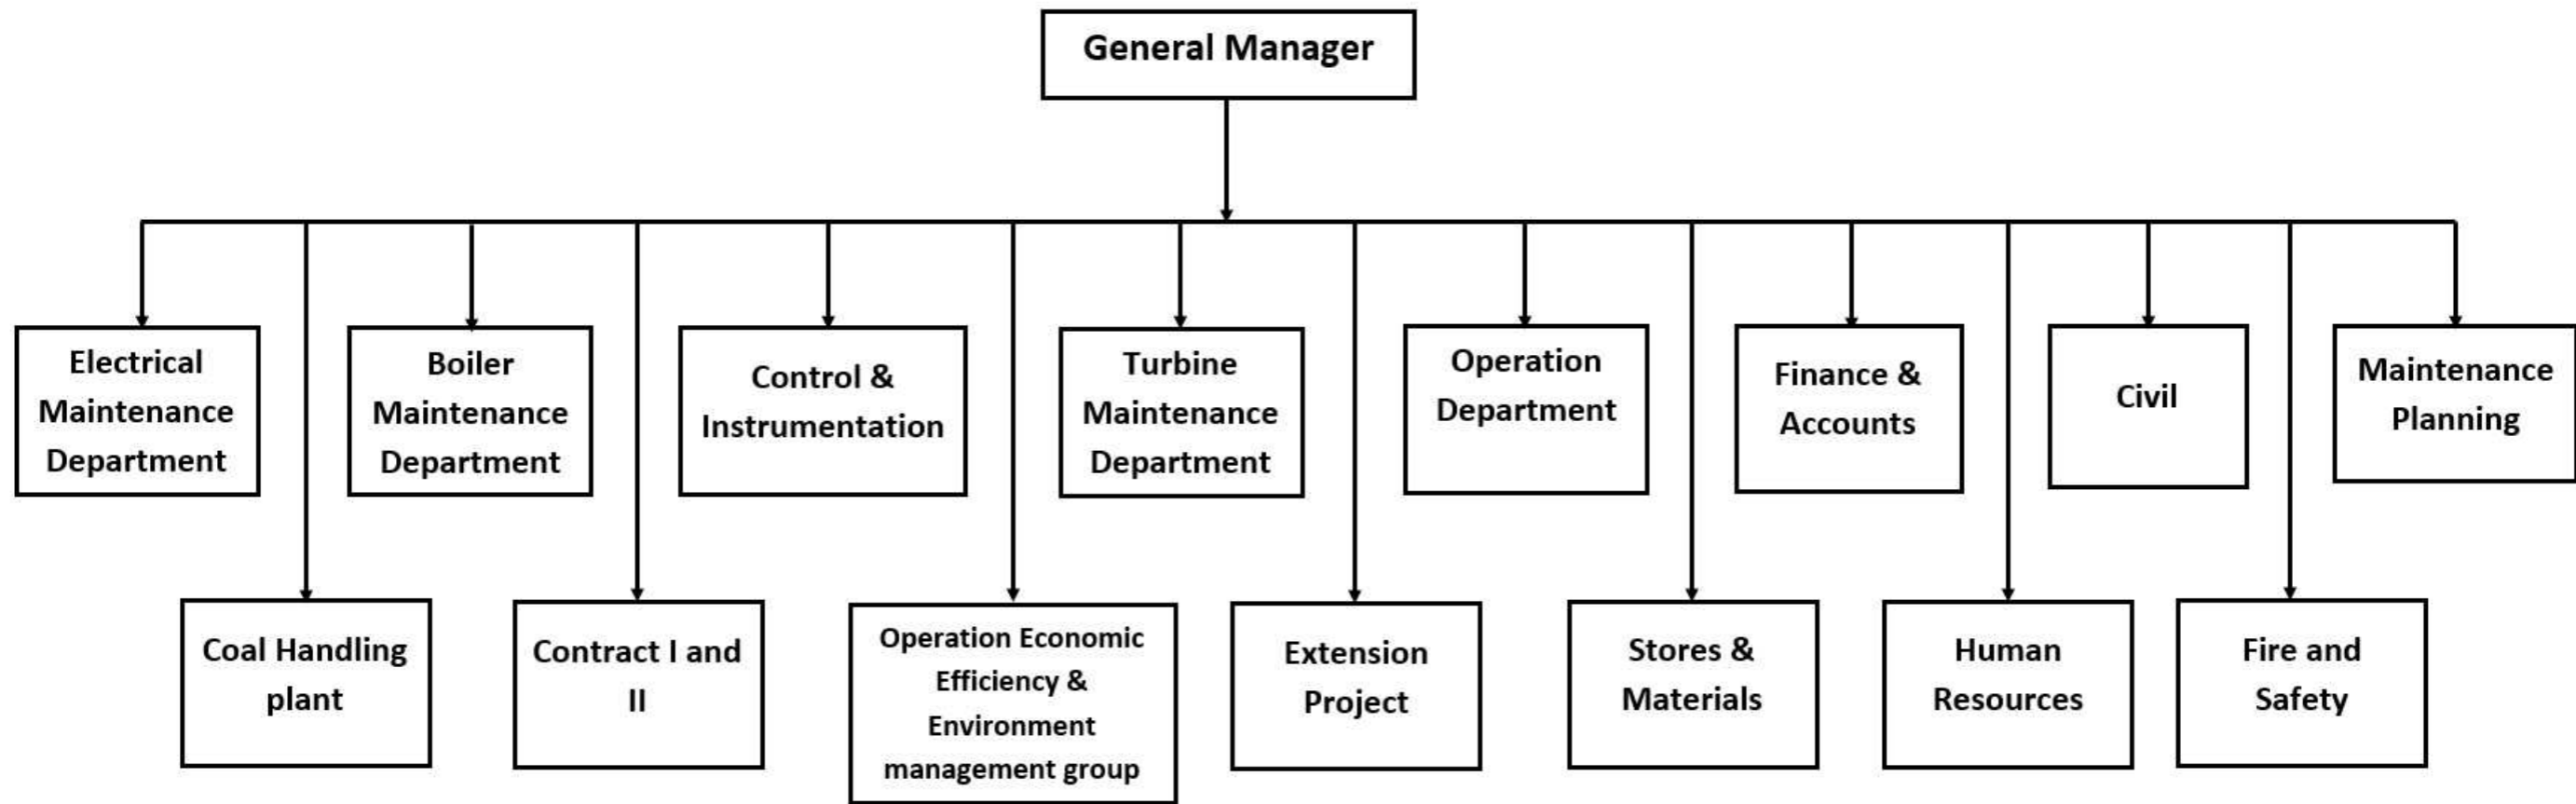 General Manager
Electrical
Maintenance
Department
Boiler
Maintenance
Department
Control &
Instrumentation
Turbine
Maintenance
Department
Operation
Department
Finance &
Accounts
Civil
Maintenance
Planning
Coal Handling
plant
Contract I and
II
Operation Economic
Efficiency &
Environment
management group
Extension
Project
Stores &
Materials
Human
Resources
Fire and
Safety